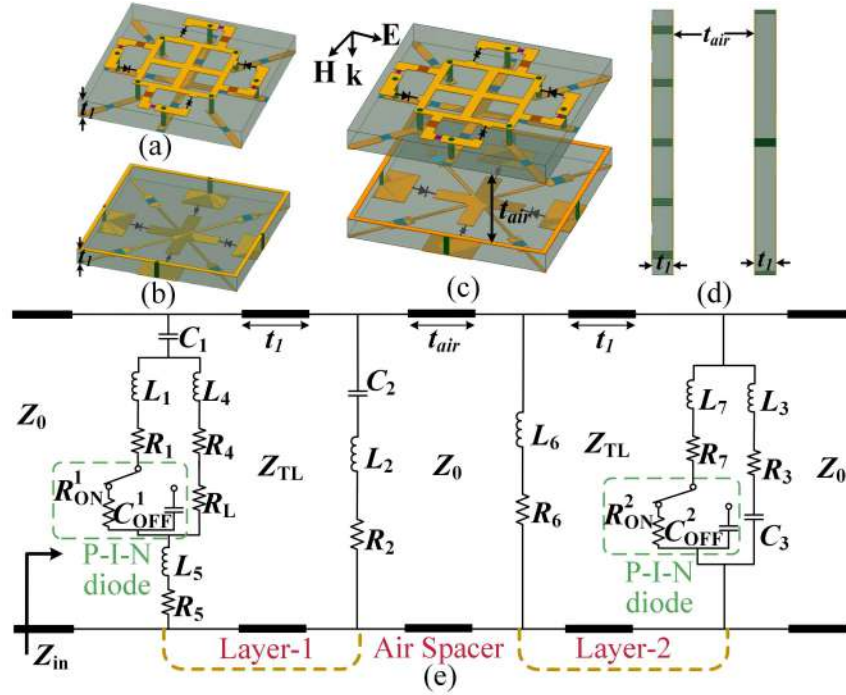 E
H k
t1
(a)
t1
(b)
tair
(c)
tair
t1 t1
(d)
C1
t1 tair t1
L1 L4
C2
L7 L3
Z0
R1 R4
ZTL L2 Z0 L6 ZTL
R7 R3 Z0
R1ON C1OFF RL
R2 R6
R2ON C2OFF C3
P-I-N
diode
L5
P-I-N
diode
R5
Zin
Layer-1 Air Spacer Layer-2
(e)